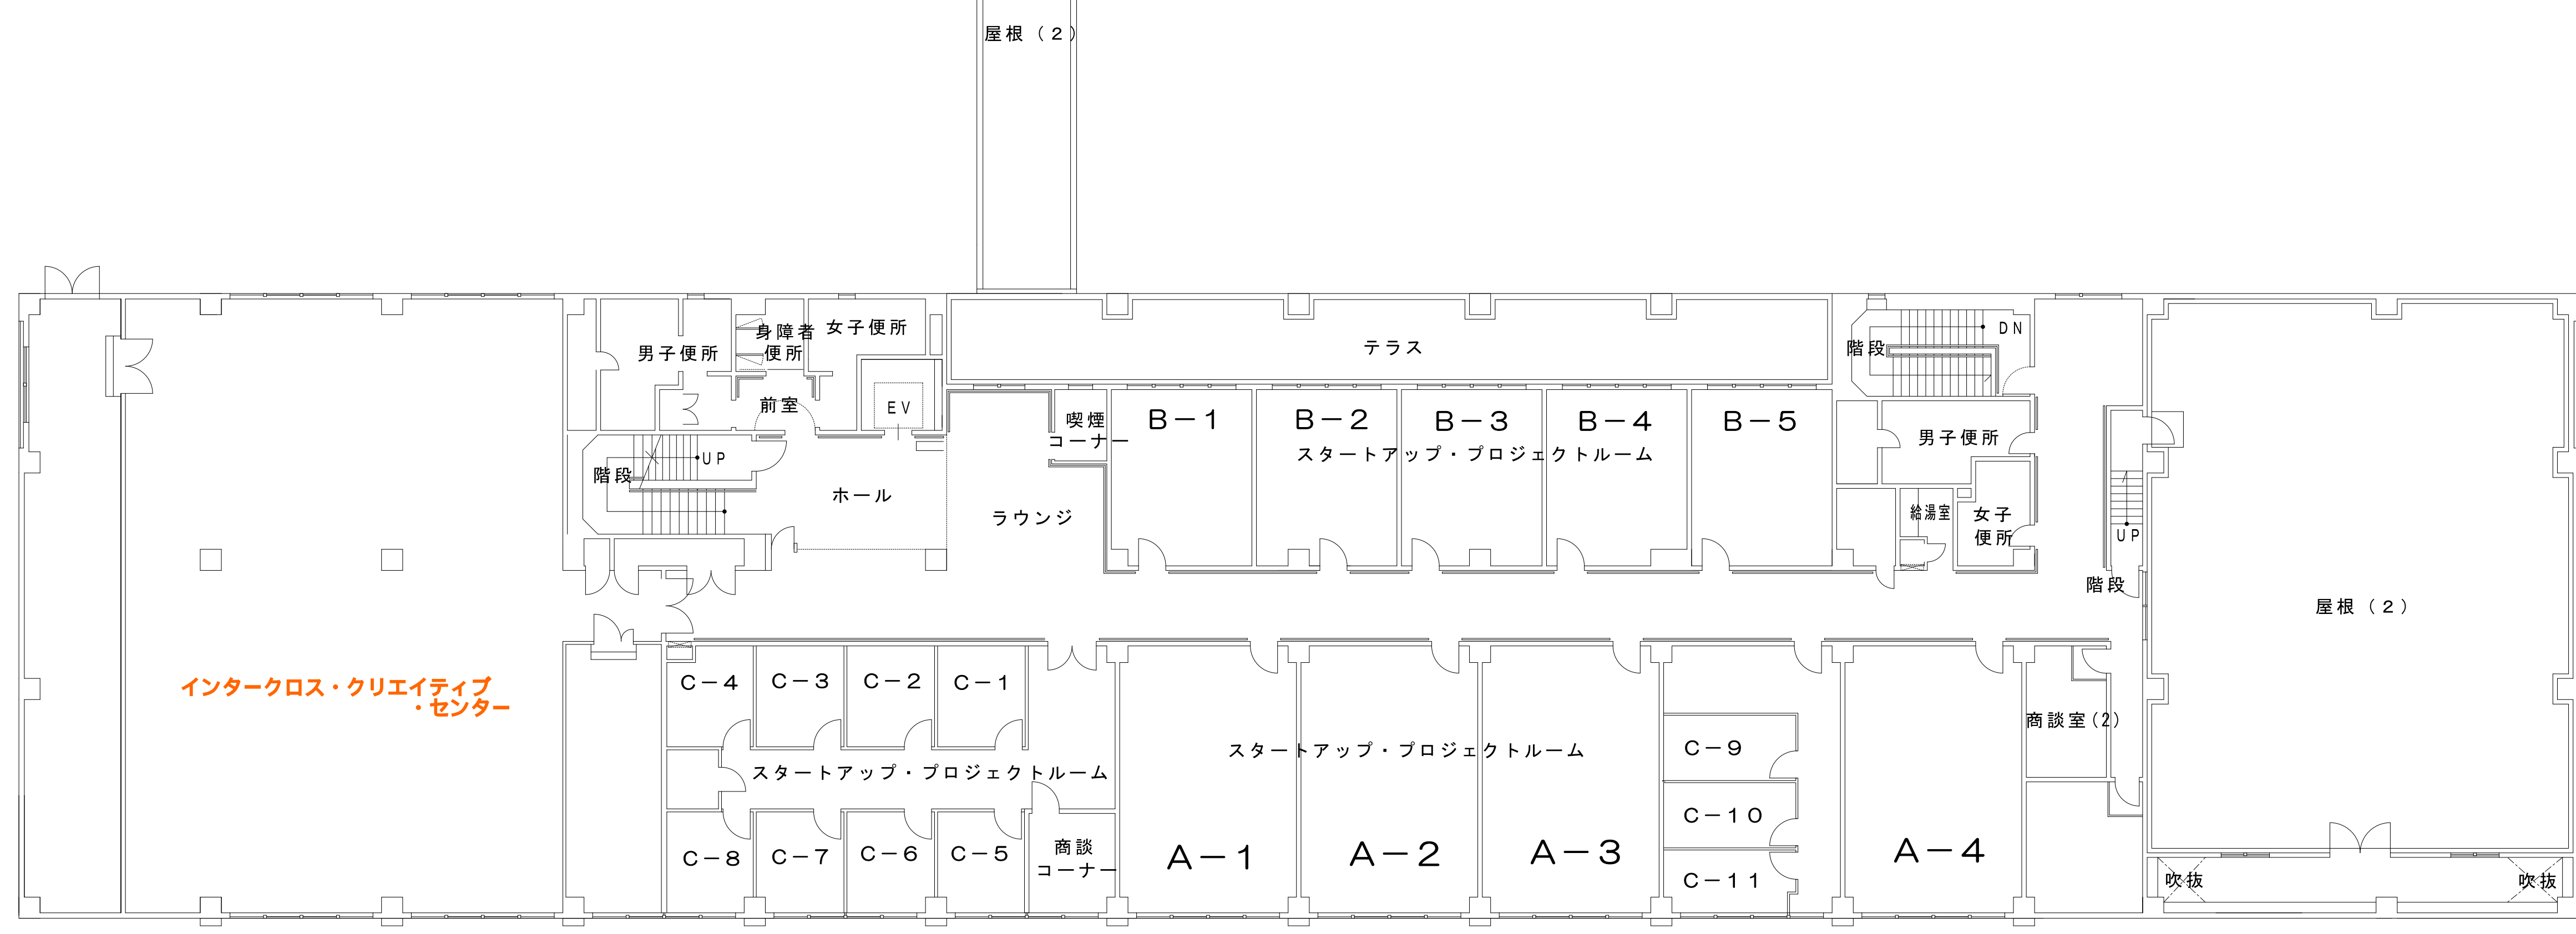 屋根（２）
男子便所
身障者
便所
女子便所
前室
ＥＶ
階段
UP
ホール
ラウンジ
喫煙
コーナー
テラス
Ｂ－１
Ｂ－２
Ｂ－３
Ｂ－４
Ｂ－５
スタートアップ・プロジェクトルーム
階段
DN
男子便所
給湯室
女子
便所
UP
階段
屋根（２）
インタークロス・クリエイティブ
・センター
Ｃ－４
Ｃ－３
Ｃ－２
Ｃ－１
スタートアップ・プロジェクトルーム
Ｃ－８
Ｃ－７
Ｃ－６
Ｃ－５
商談
コーナー
スタートアップ・プロジェクトルーム
Ａ－１
Ａ－２
Ａ－３
Ｃ－９
Ｃ－１０
Ｃ－１１
Ａ－４
商談室(2)
吹抜
吹抜